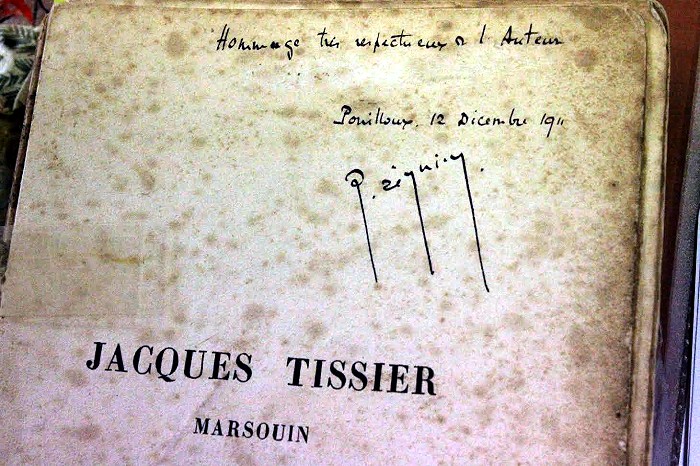 Hommage très respectueux de l'Auteur
Pouilloux. 12 Décembre 1911
JACQUES TISSIER
MARSOUIN